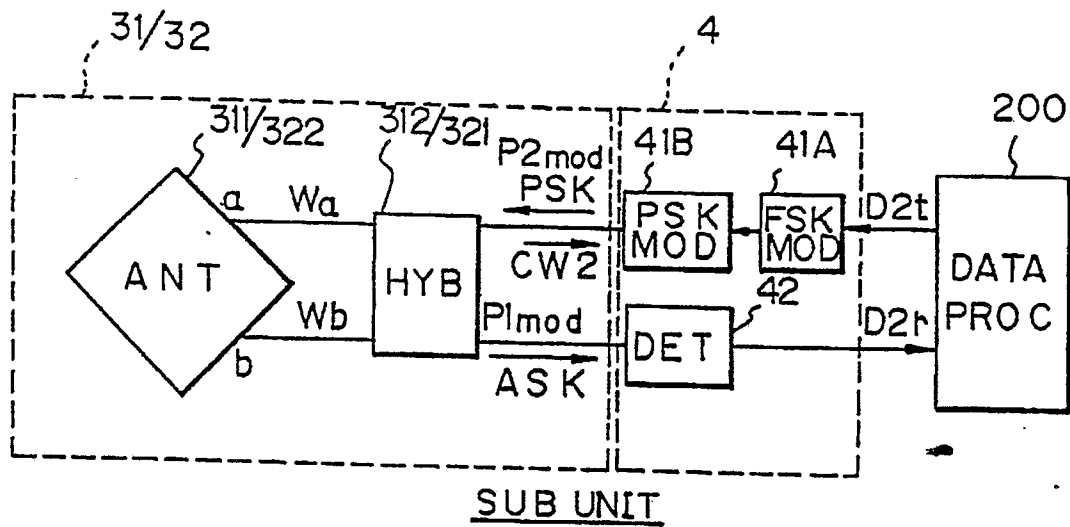 31/32
4
311/322
312/321
200
P2mod
PSK
41B
41A
a
Wa
PSK
MOD
FSK
MOD
D2t
CW2
ANT
HYB
DATA
PROC
42
Wb
P1mod
DET
D2r
b
ASK
SUB UNIT